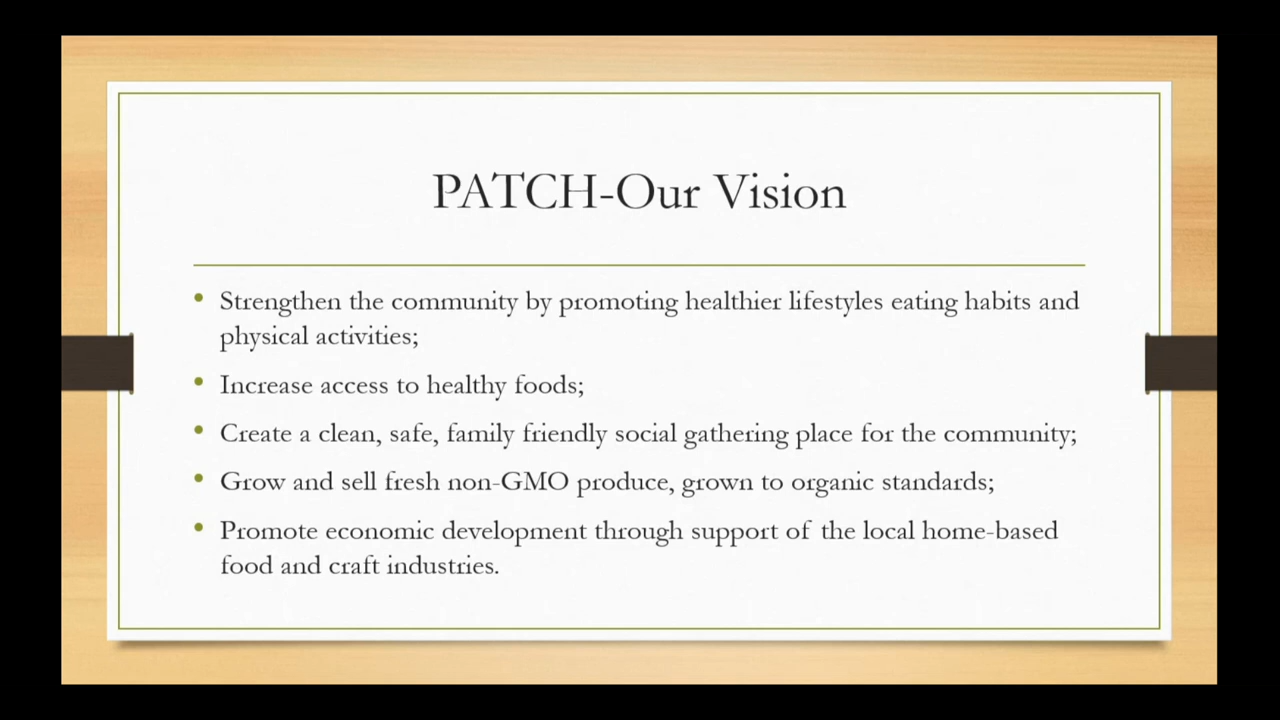 PATCH-Our Vision
• Strengthen the community by promoting healthier lifestyles eating habits and
physical activities;
• Increase access to healthy foods;
• Create a clean, safe, family friendly social gathering place for the community;
• Grow and sell fresh non-GMO produce, grown to organic standards;
• Promote economic development through support of the local home-based
food and craft industries.